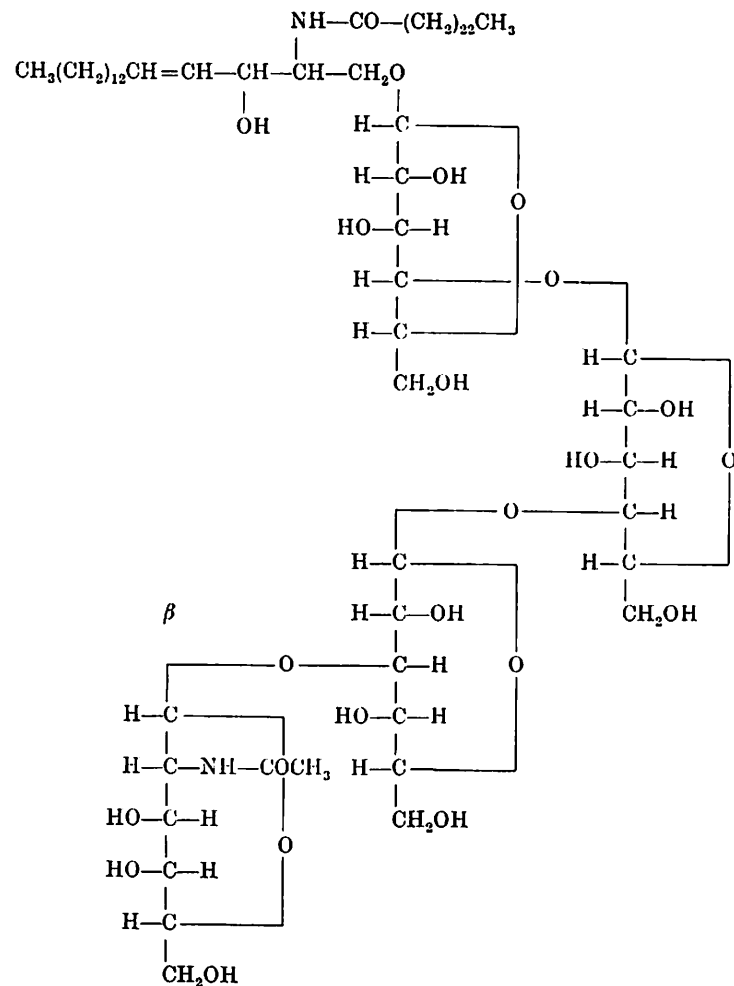 NH—CO—(CH₂)₂₂CH₃
CH₃(CH₂)₁₂CH=CH—CH—CH—CH₂O
OH
H—C
H—C—OH
O
HO—C—H
H—C O
H—C
H—C
CH₂OH
H—C—OH
HO—C—H O
O C—H
H—C H—C
β H—C—OH O CH₂OH
O C—H
HO—C—H
H—C
H—C—NH—COCH₃ H—C
HO—C—H CH₂OH
O
HO—C—H
H—C
CH₂OH